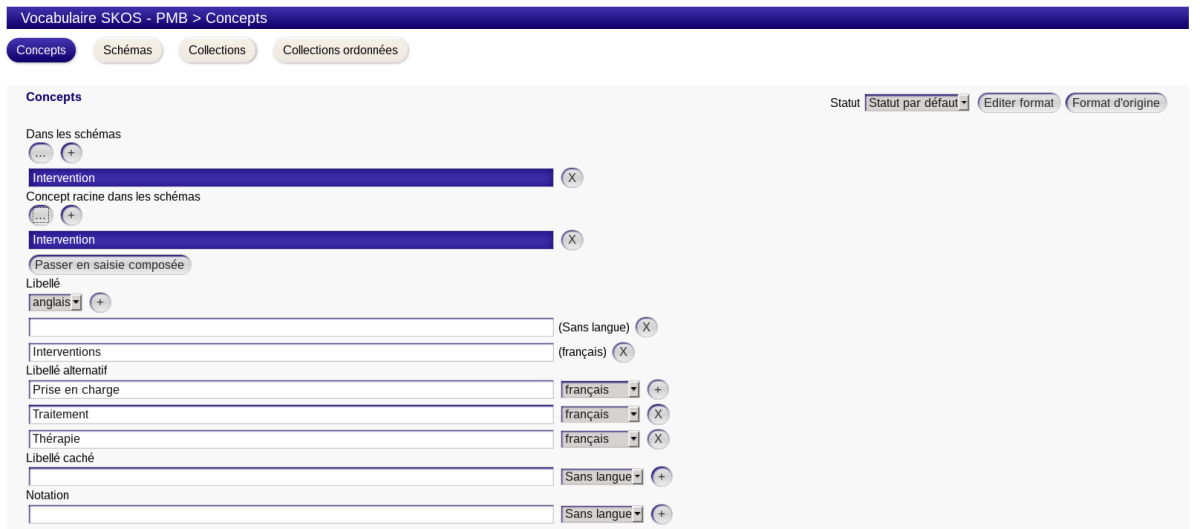 Vocabulaire SKOS - PMB > Concepts
Concepts Schémas Collections Collections ordonnées
Concepts
Statut Statut par défaut Editer format Format d'origine
Dans les schémas
... +
Intervention X
Concept racine dans les schémas
... +
Intervention X
Passer en saisie composée
Libellé
anglais +
(Sans langue) X
Interventions (français) X
Libellé alternatif
Prise en charge français +
Traitement français X
Thérapie français X
Libellé caché
Sans langue +
Notation
Sans langue +